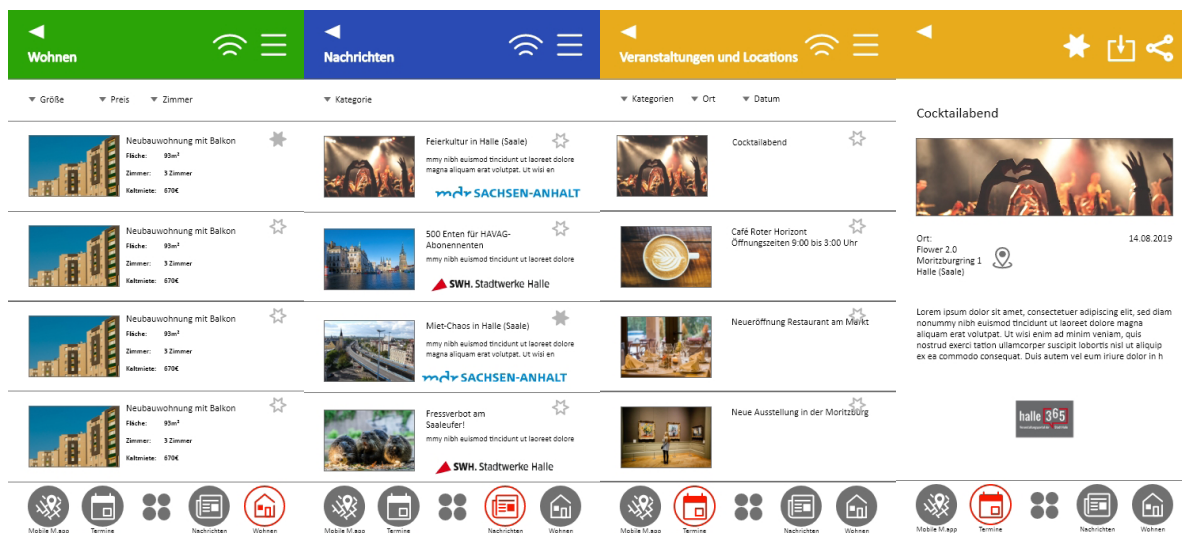 Wohnen
Größe Preis Zimmer
Neubauwohnung mit Balkon
Fläche: 93m²
Zimmer: 3 Zimmer
Kaltmiete: 670€
Neubauwohnung mit Balkon
Fläche: 93m²
Zimmer: 3 Zimmer
Kaltmiete: 670€
Neubauwohnung mit Balkon
Fläche: 93m²
Zimmer: 3 Zimmer
Kaltmiete: 670€
Neubauwohnung mit Balkon
Fläche: 93m²
Zimmer: 3 Zimmer
Kaltmiete: 670€
Mobile M.app Termine Nachrichten Wohnen
Nachrichten
Kategorie
Feierkultur in Halle (Saale)
mmy nibh euismod tincidunt ut laoreet dolore
magna aliquam erat volutpat. Ut wisi en
mdr SACHSEN-ANHALT
500 Enten für HAVAG-
Abonennenten
mmy nibh euismod tincidunt ut laoreet dolore
SWH. Stadtwerke Halle
Miet-Chaos in Halle (Saale)
mmy nibh euismod tincidunt ut laoreet dolore
magna aliquam erat volutpat. Ut wisi en
mdr SACHSEN-ANHALT
Fressverbot am
Saaleufer!
mmy nibh euismod tincidunt ut laoreet dolore
SWH. Stadtwerke Halle
Mobile M.app Termine Nachrichten Wohnen
Veranstaltungen und Locations
Kategorien Ort Datum
Cocktailabend
Café Roter Horizont
Öffnungszeiten 9:00 bis 3:00 Uhr
Neueröffnung Restaurant am Markt
Neue Ausstellung in der Moritzburg
Mobile M.app Termine Nachrichten Wohnen
Cocktailabend
Ort: 14.08.2019
Flower 2.0
Moritzburgring 1
Halle (Saale)
Lorem ipsum dolor sit amet, consectetuer adipiscing elit, sed diam
nonummy nibh euismod tincidunt ut laoreet dolore magna
aliquam erat volutpat. Ut wisi enim ad minim veniam, quis
nostrud exerci tation ullamcorper suscipit lobortis nisl ut aliquip
ex ea commodo consequat. Duis autem vel eum iriure dolor in h
halle 365
Mobile M.app Termine Nachrichten Wohnen